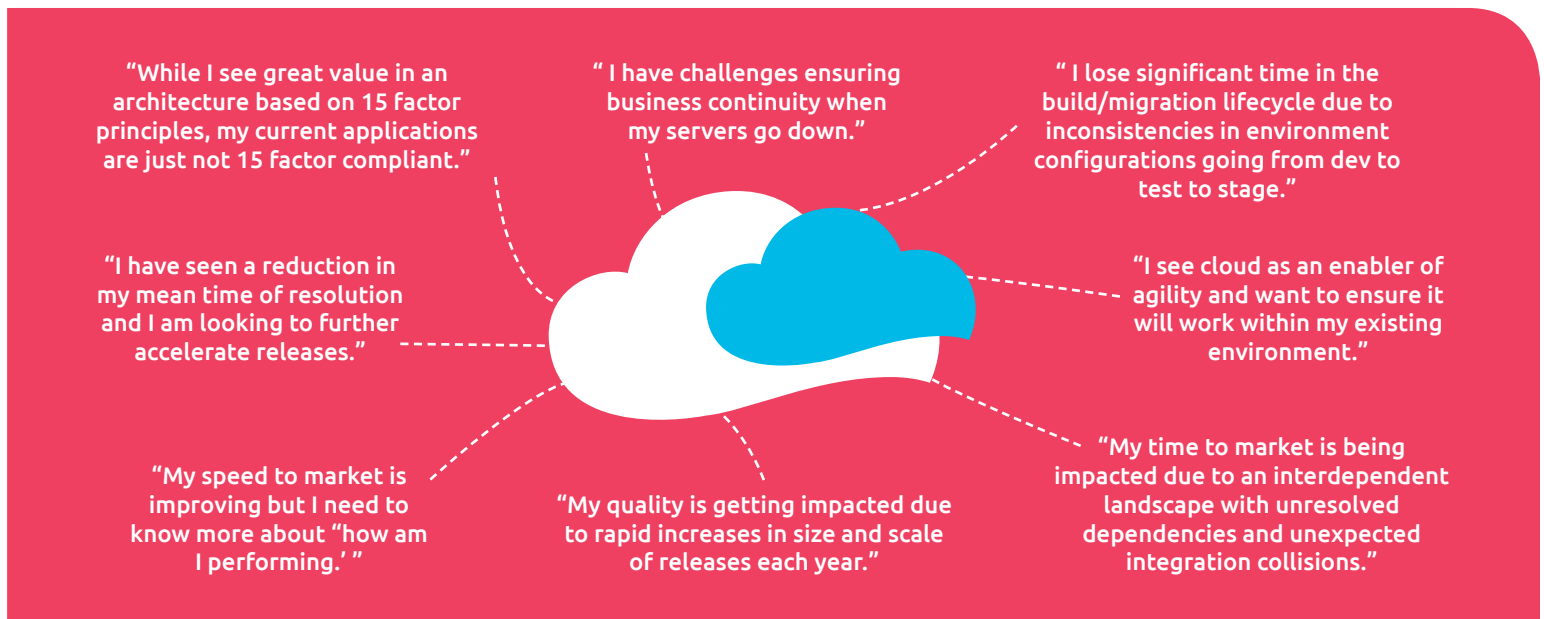 “While I see great value in an
architecture based on 15 factor
principles, my current applications
are just not 15 factor compliant.”
“ I have challenges ensuring
business continuity when
my servers go down.”
“ I lose significant time in the
build/migration lifecycle due to
inconsistencies in environment
configurations going from dev to
test to stage.”
“I have seen a reduction in
my mean time of resolution
and I am looking to further
accelerate releases.”
“I see cloud as an enabler of
agility and want to ensure it
will work within my existing
environment.”
“My speed to market is
improving but I need to
know more about “how am
I performing.’ ”
“My quality is getting impacted due
to rapid increases in size and scale
of releases each year.”
“My time to market is being
impacted due to an interdependent
landscape with unresolved
dependencies and unexpected
integration collisions.”